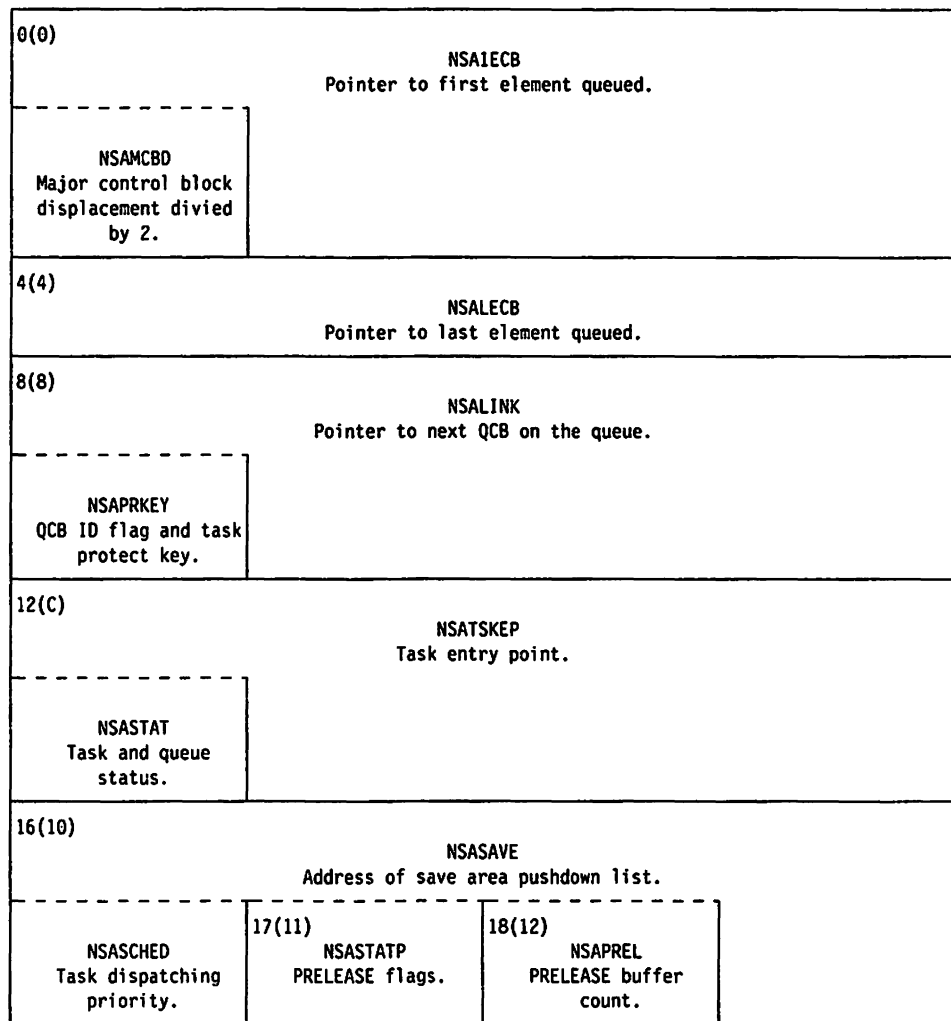 0(0)
NSA1ECB
Pointer to first element queued.
NSAMCBD
Major control block
displacement divied
by 2.
4(4)
NSALECB
Pointer to last element queued.
8(8)
NSALINK
Pointer to next QCB on the queue.
NSAPRKEY
QCB ID flag and task
protect key.
12(C)
NSATSKEP
Task entry point.
NSASTAT
Task and queue
status.
16(10)
NSASAVE
Address of save area pushdown list.
NSASCHED
Task dispatching
priority.
17(11)
NSASTATP
PRELEASE flags.
18(12)
NSAPREL
PRELEASE buffer
count.